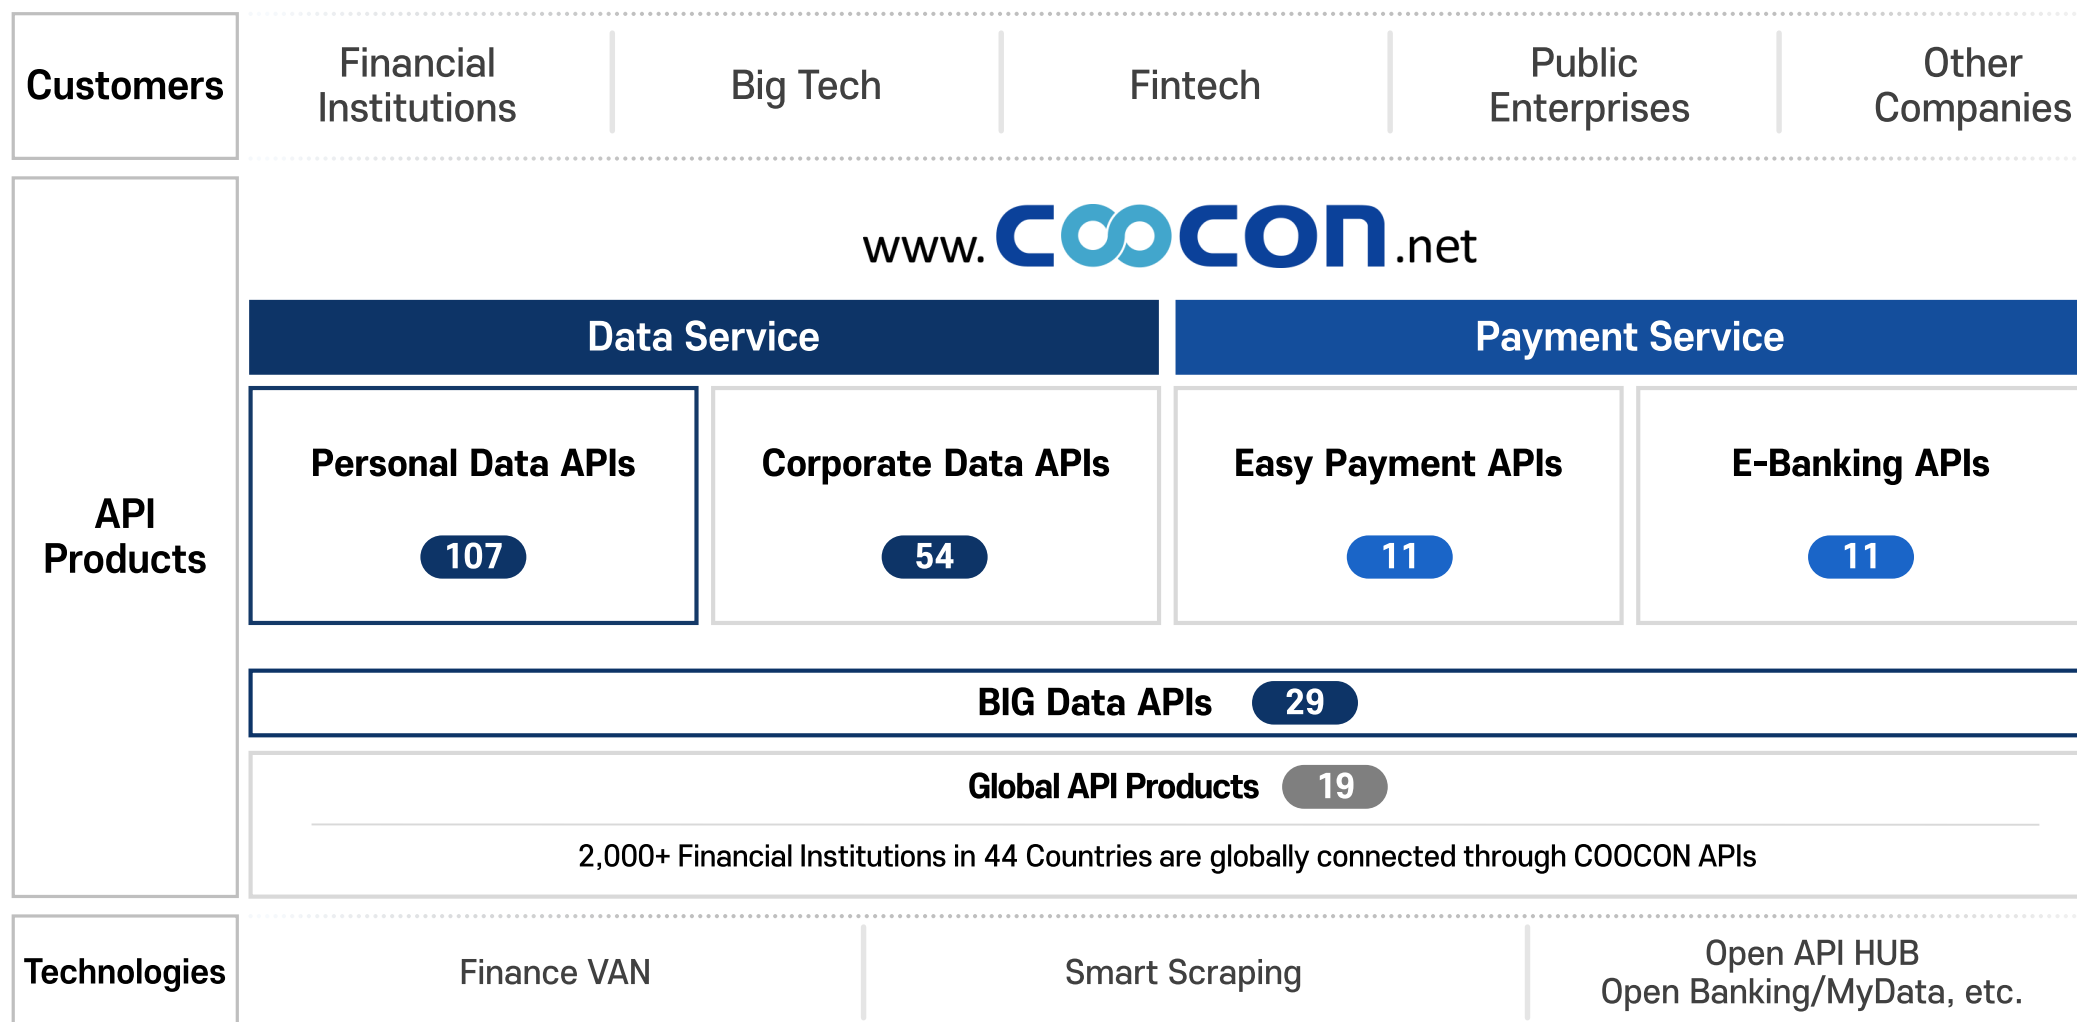 Customers
Financial
Institutions
Big Tech
Fintech
Public
Enterprises
Other
Companies
API
Products
www.coocon.net
Data Service
Payment Service
Personal Data APIs
107
Corporate Data APIs
54
Easy Payment APIs
11
E-Banking APIs
11
BIG Data APIs 29
Global API Products 19
2,000+ Financial Institutions in 44 Countries are globally connected through COOCON APIs
Technologies
Finance VAN
Smart Scraping
Open API HUB
Open Banking/MyData, etc.